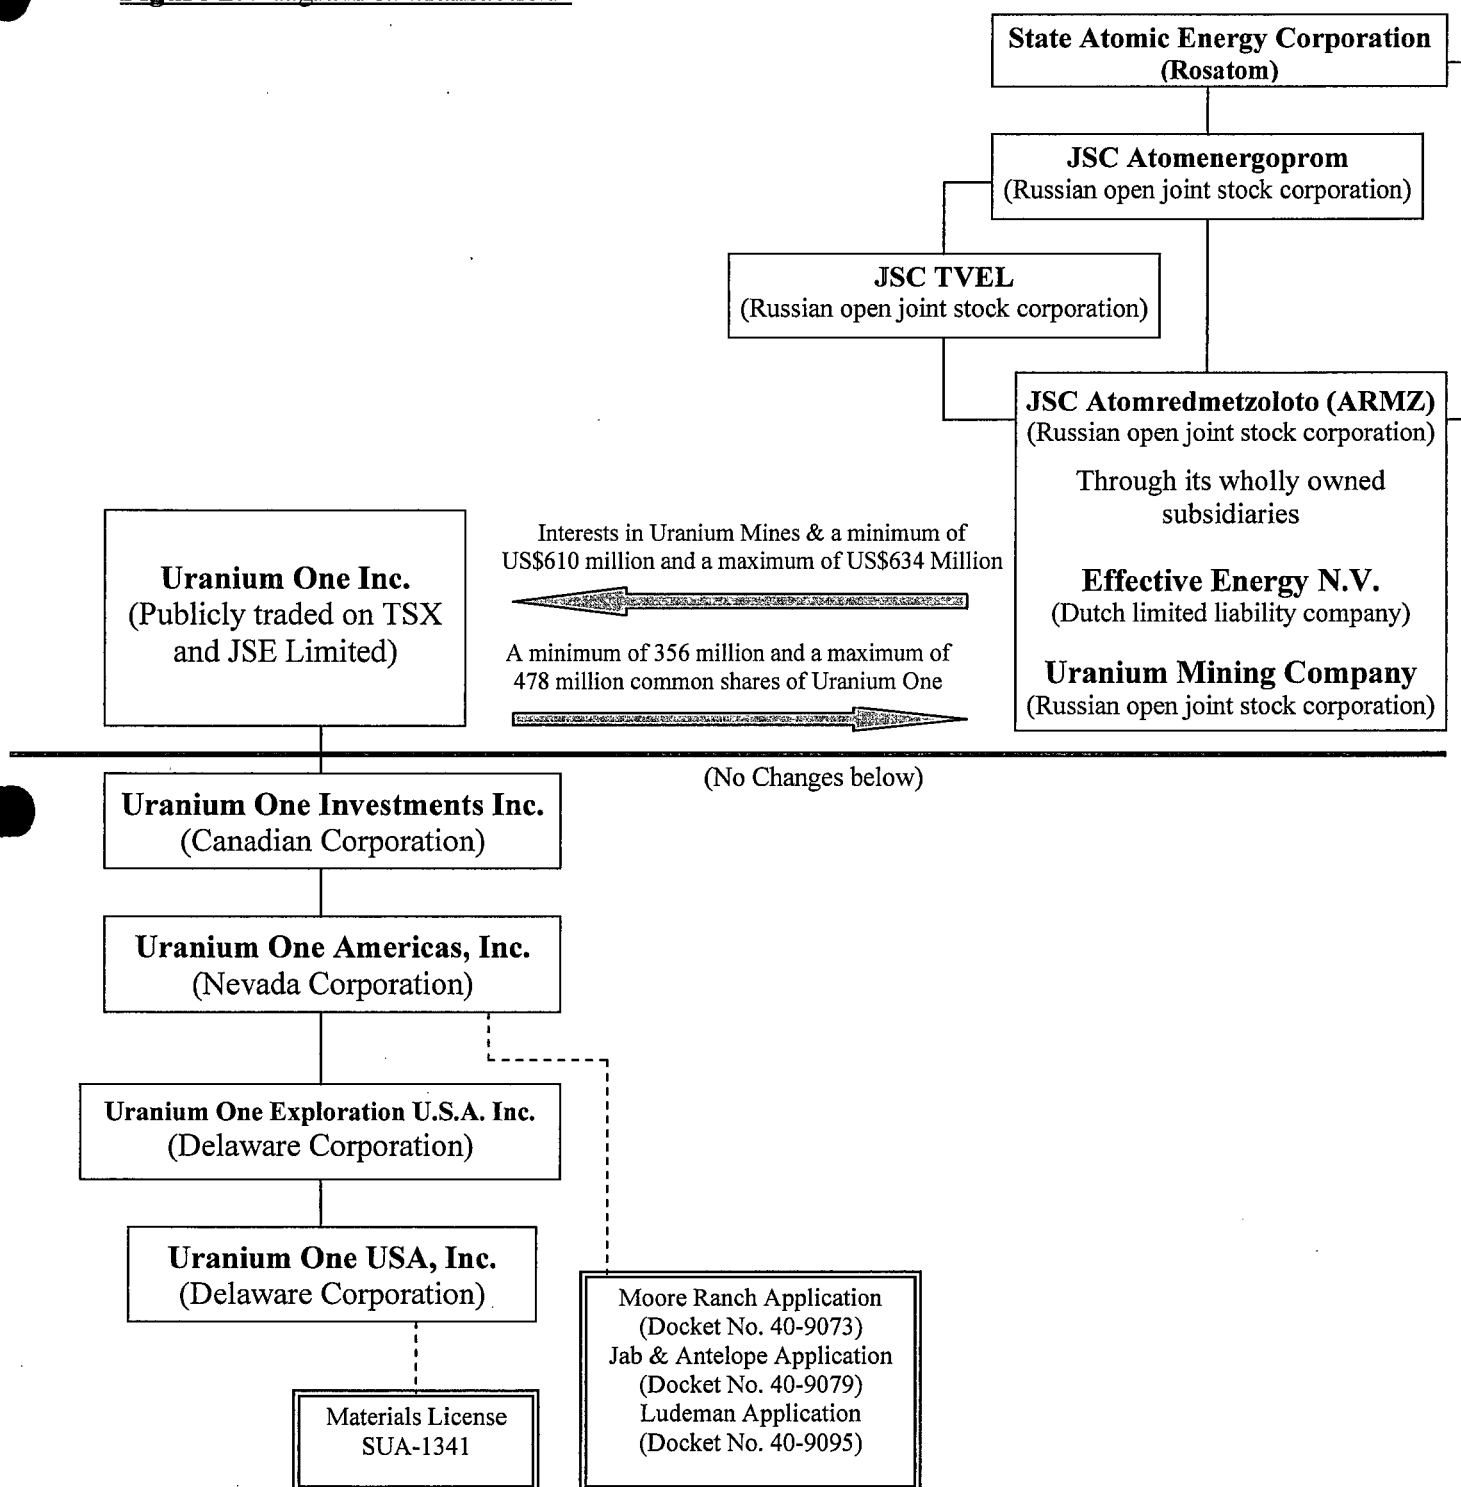 State Atomic Energy Corporation
(Rosatom)
JSC Atomenergoprom
(Russian open joint stock corporation)
JSC TVEL
(Russian open joint stock corporation)
JSC Atomredmetzoloto (ARMZ)
(Russian open joint stock corporation)
Through its wholly owned
subsidiaries
Effective Energy N.V.
(Dutch limited liability company)
Uranium Mining Company
(Russian open joint stock corporation)
Interests in Uranium Mines & a minimum of
US$610 million and a maximum of US$634 Million
Uranium One Inc.
(Publicly traded on TSX
and JSE Limited)
A minimum of 356 million and a maximum of
478 million common shares of Uranium One
(No Changes below)
Uranium One Investments Inc.
(Canadian Corporation)
Uranium One Americas, Inc.
(Nevada Corporation)
Uranium One Exploration U.S.A. Inc.
(Delaware Corporation)
Uranium One USA, Inc.
(Delaware Corporation)
Moore Ranch Application
(Docket No. 40-9073)
Jab & Antelope Application
(Docket No. 40-9079)
Ludeman Application
(Docket No. 40-9095)
Materials License
SUA-1341